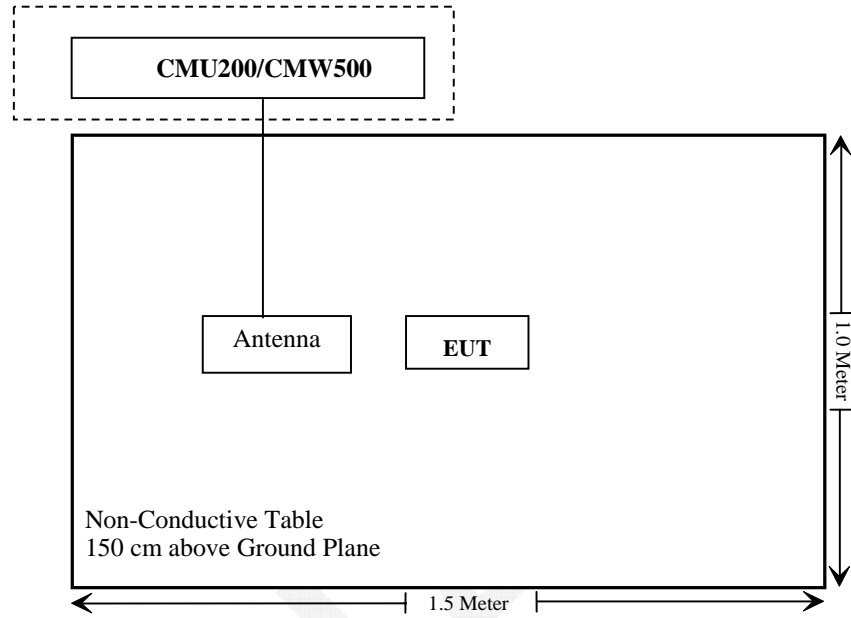 CMU200/CMW500
Antenna
EUT
1.0 Meter
Non-Conductive Table
150 cm above Ground Plane
1.5 Meter